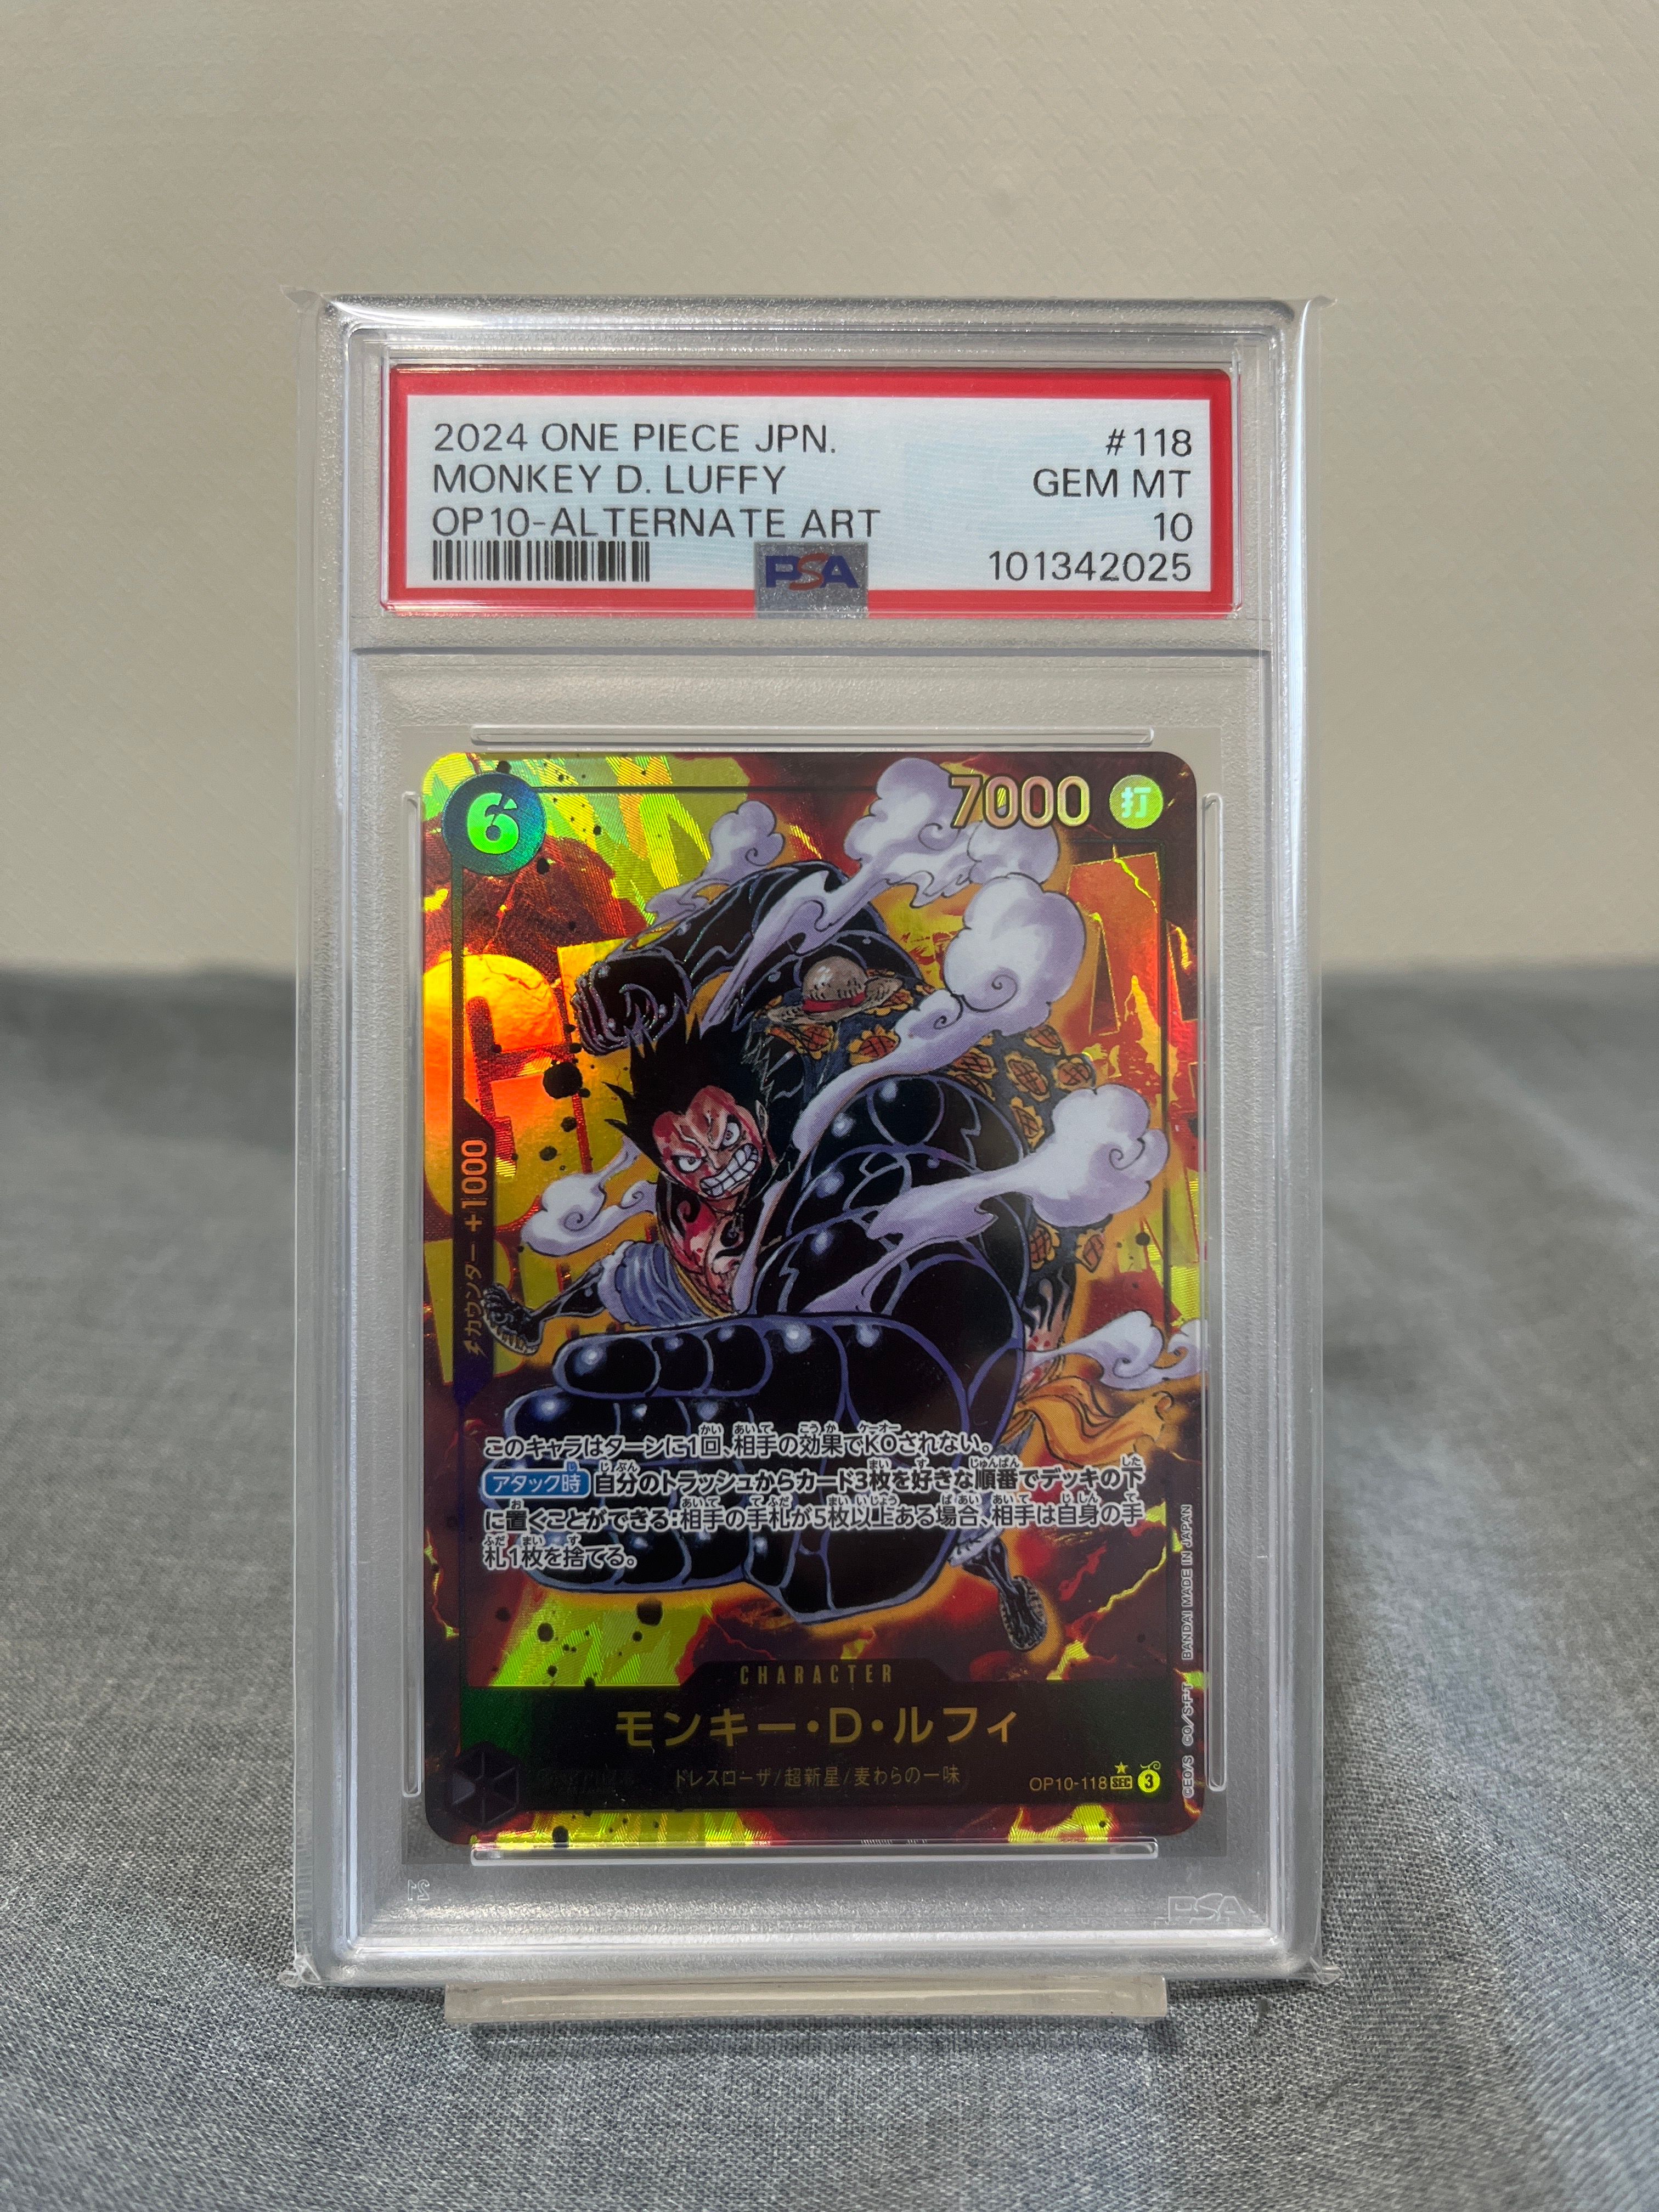 2024 ONE PIECE JPN. #118
MONKEY D. LUFFY GEM MT
OP10-ALTERNATE ART 10
PSA 101342025
6
7000 打
カウンター +1000
このキャラはターンに1回、相手の効果でKOされない。
アタック時 自分のトラッシュからカード3枚を好きな順番でデッキの下
に置くことができる:相手の手札が5枚以上ある場合、相手は自身の手
札1枚を捨てる。
CHARACTER
モンキー・D・ルフィ
ドレスローザ/超新星/麦わらの一味
OP10-118 SEC 3
BANDAI MADE IN JAPAN
PSA